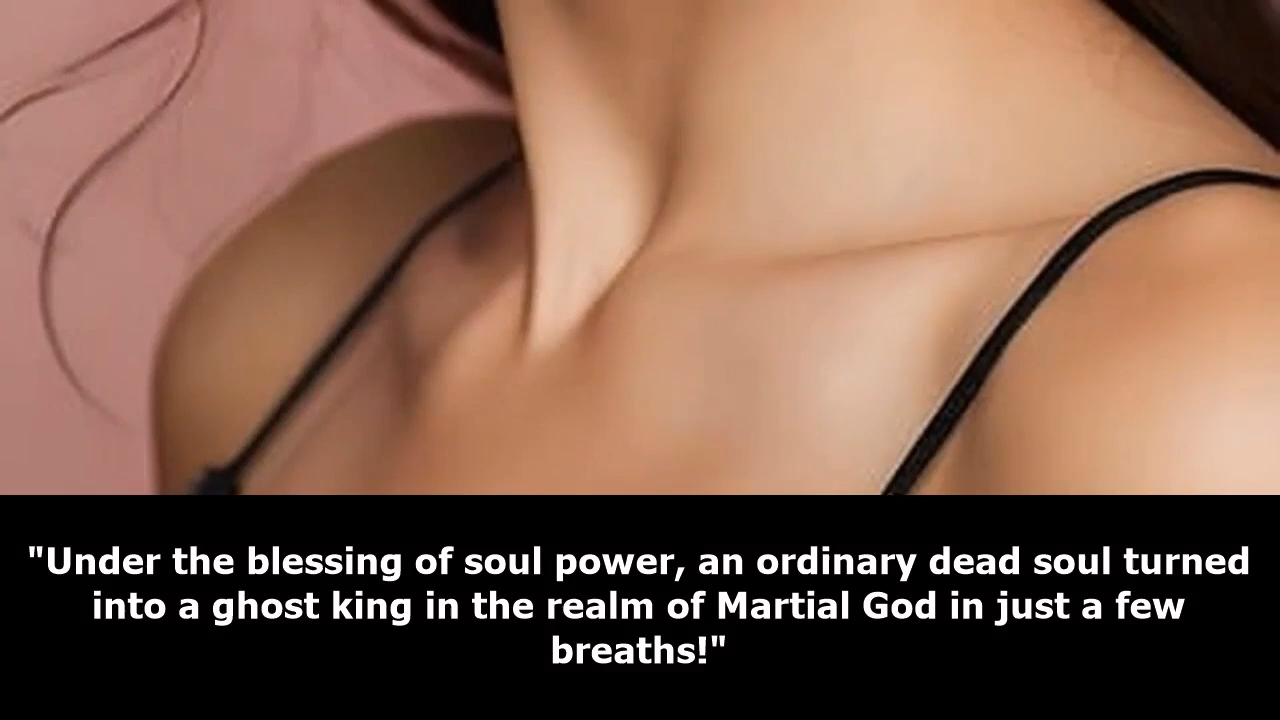 "Under the blessing of soul power, an ordinary dead soul turned
into a ghost king in the realm of Martial God in just a few
breaths!"